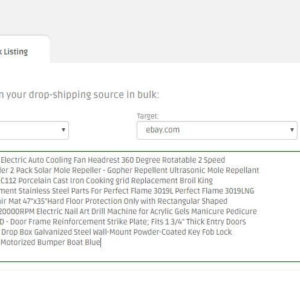 Listing
n your drop-shipping source in bulk:
Target:
ebay.com
Electric Auto Cooling Fan Headrest 360 Degree Rotatable 2 Speed
er 2 Pack Solar Mole Repeller - Gopher Repellent Ultrasonic Mole Repellant
C112 Porcelain Cast Iron Cooking grid Replacement Broil King
ment Stainless Steel Parts For Perfect Flame 3019L Perfect Flame 3019LNG
ir Mat 47"x35"Hard Floor Protection Only with Rectangular Shaped
20000RPM Electric Nail Art Drill Machine for Acrylic Gels Manicure Pedicure
D - Door Frame Reinforcement Strike Plate; Fits 1 3/4" Thick Entry Doors
Drop Box Galvanized Steel Wall-Mount Powder-Coated Key Fob Lock
Motorized Bumper Boat Blue